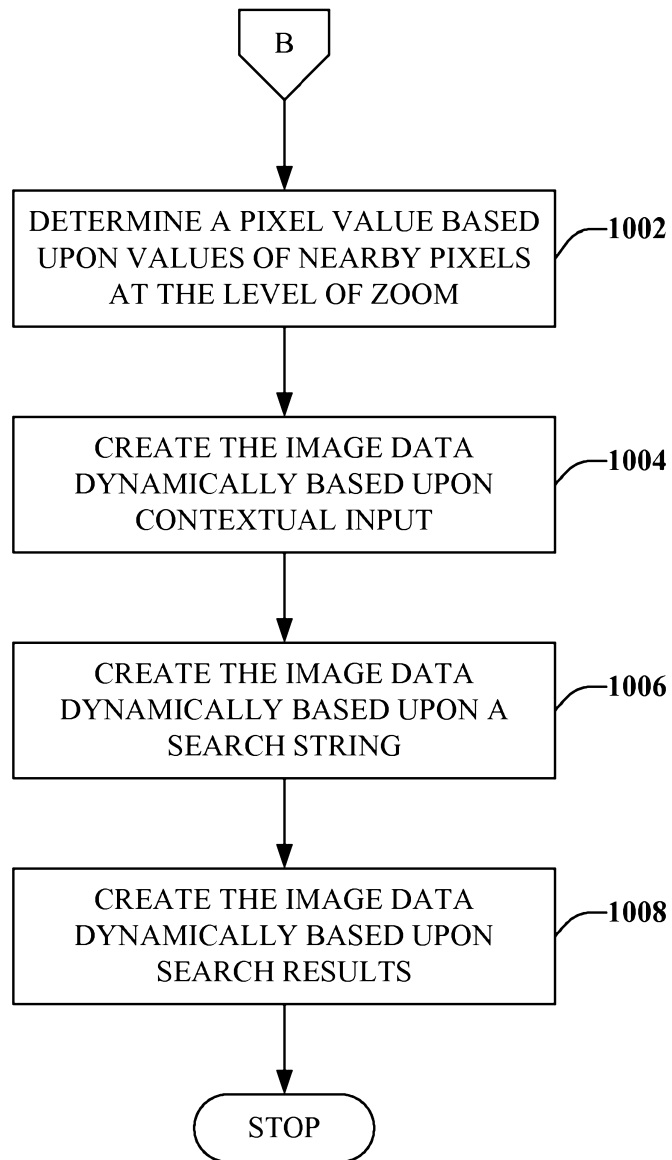 B
DETERMINE A PIXEL VALUE BASED
UPON VALUES OF NEARBY PIXELS
AT THE LEVEL OF ZOOM
1002
CREATE THE IMAGE DATA
DYNAMICALLY BASED UPON
CONTEXTUAL INPUT
1004
CREATE THE IMAGE DATA
DYNAMICALLY BASED UPON A
SEARCH STRING
1006
CREATE THE IMAGE DATA
DYNAMICALLY BASED UPON
SEARCH RESULTS
1008
STOP